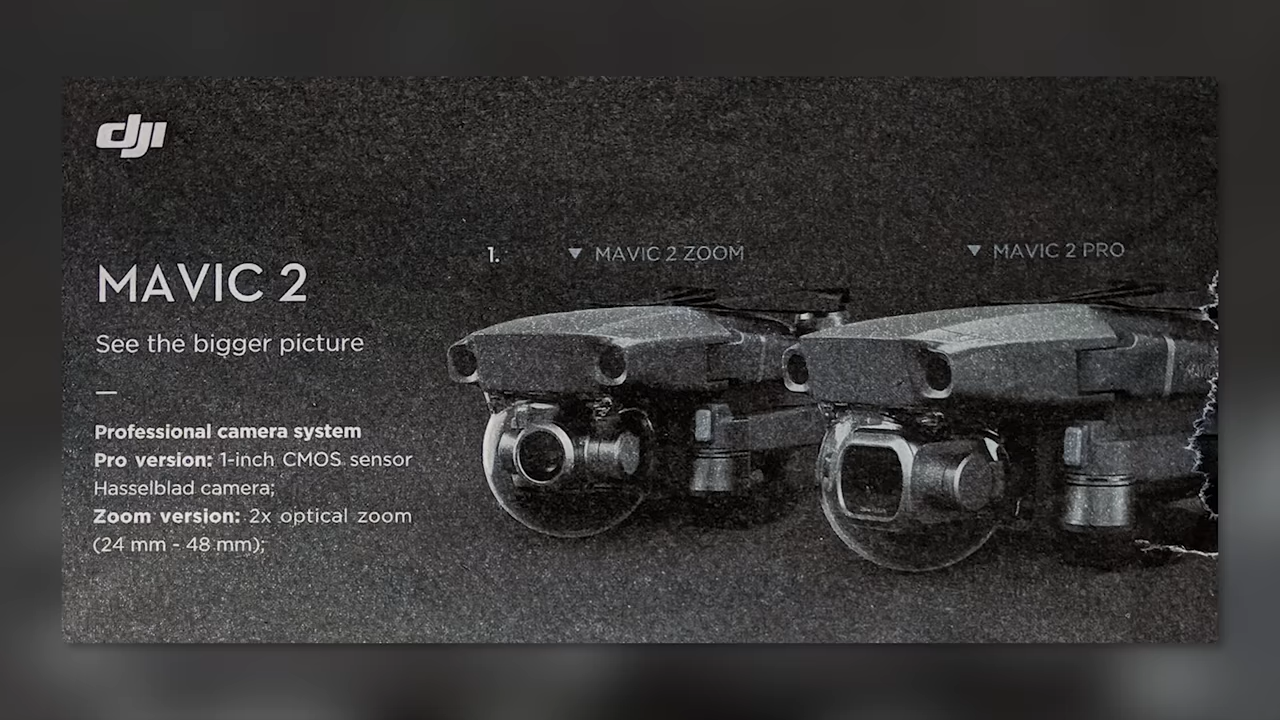 dji
MAVIC 2
See the bigger picture
Professional camera system
Pro version: 1-inch CMOS sensor
Hasselblad camera;
Zoom version: 2x optical zoom
(24 mm - 48 mm);
1.
▼ MAVIC 2 ZOOM
▼ MAVIC 2 PRO